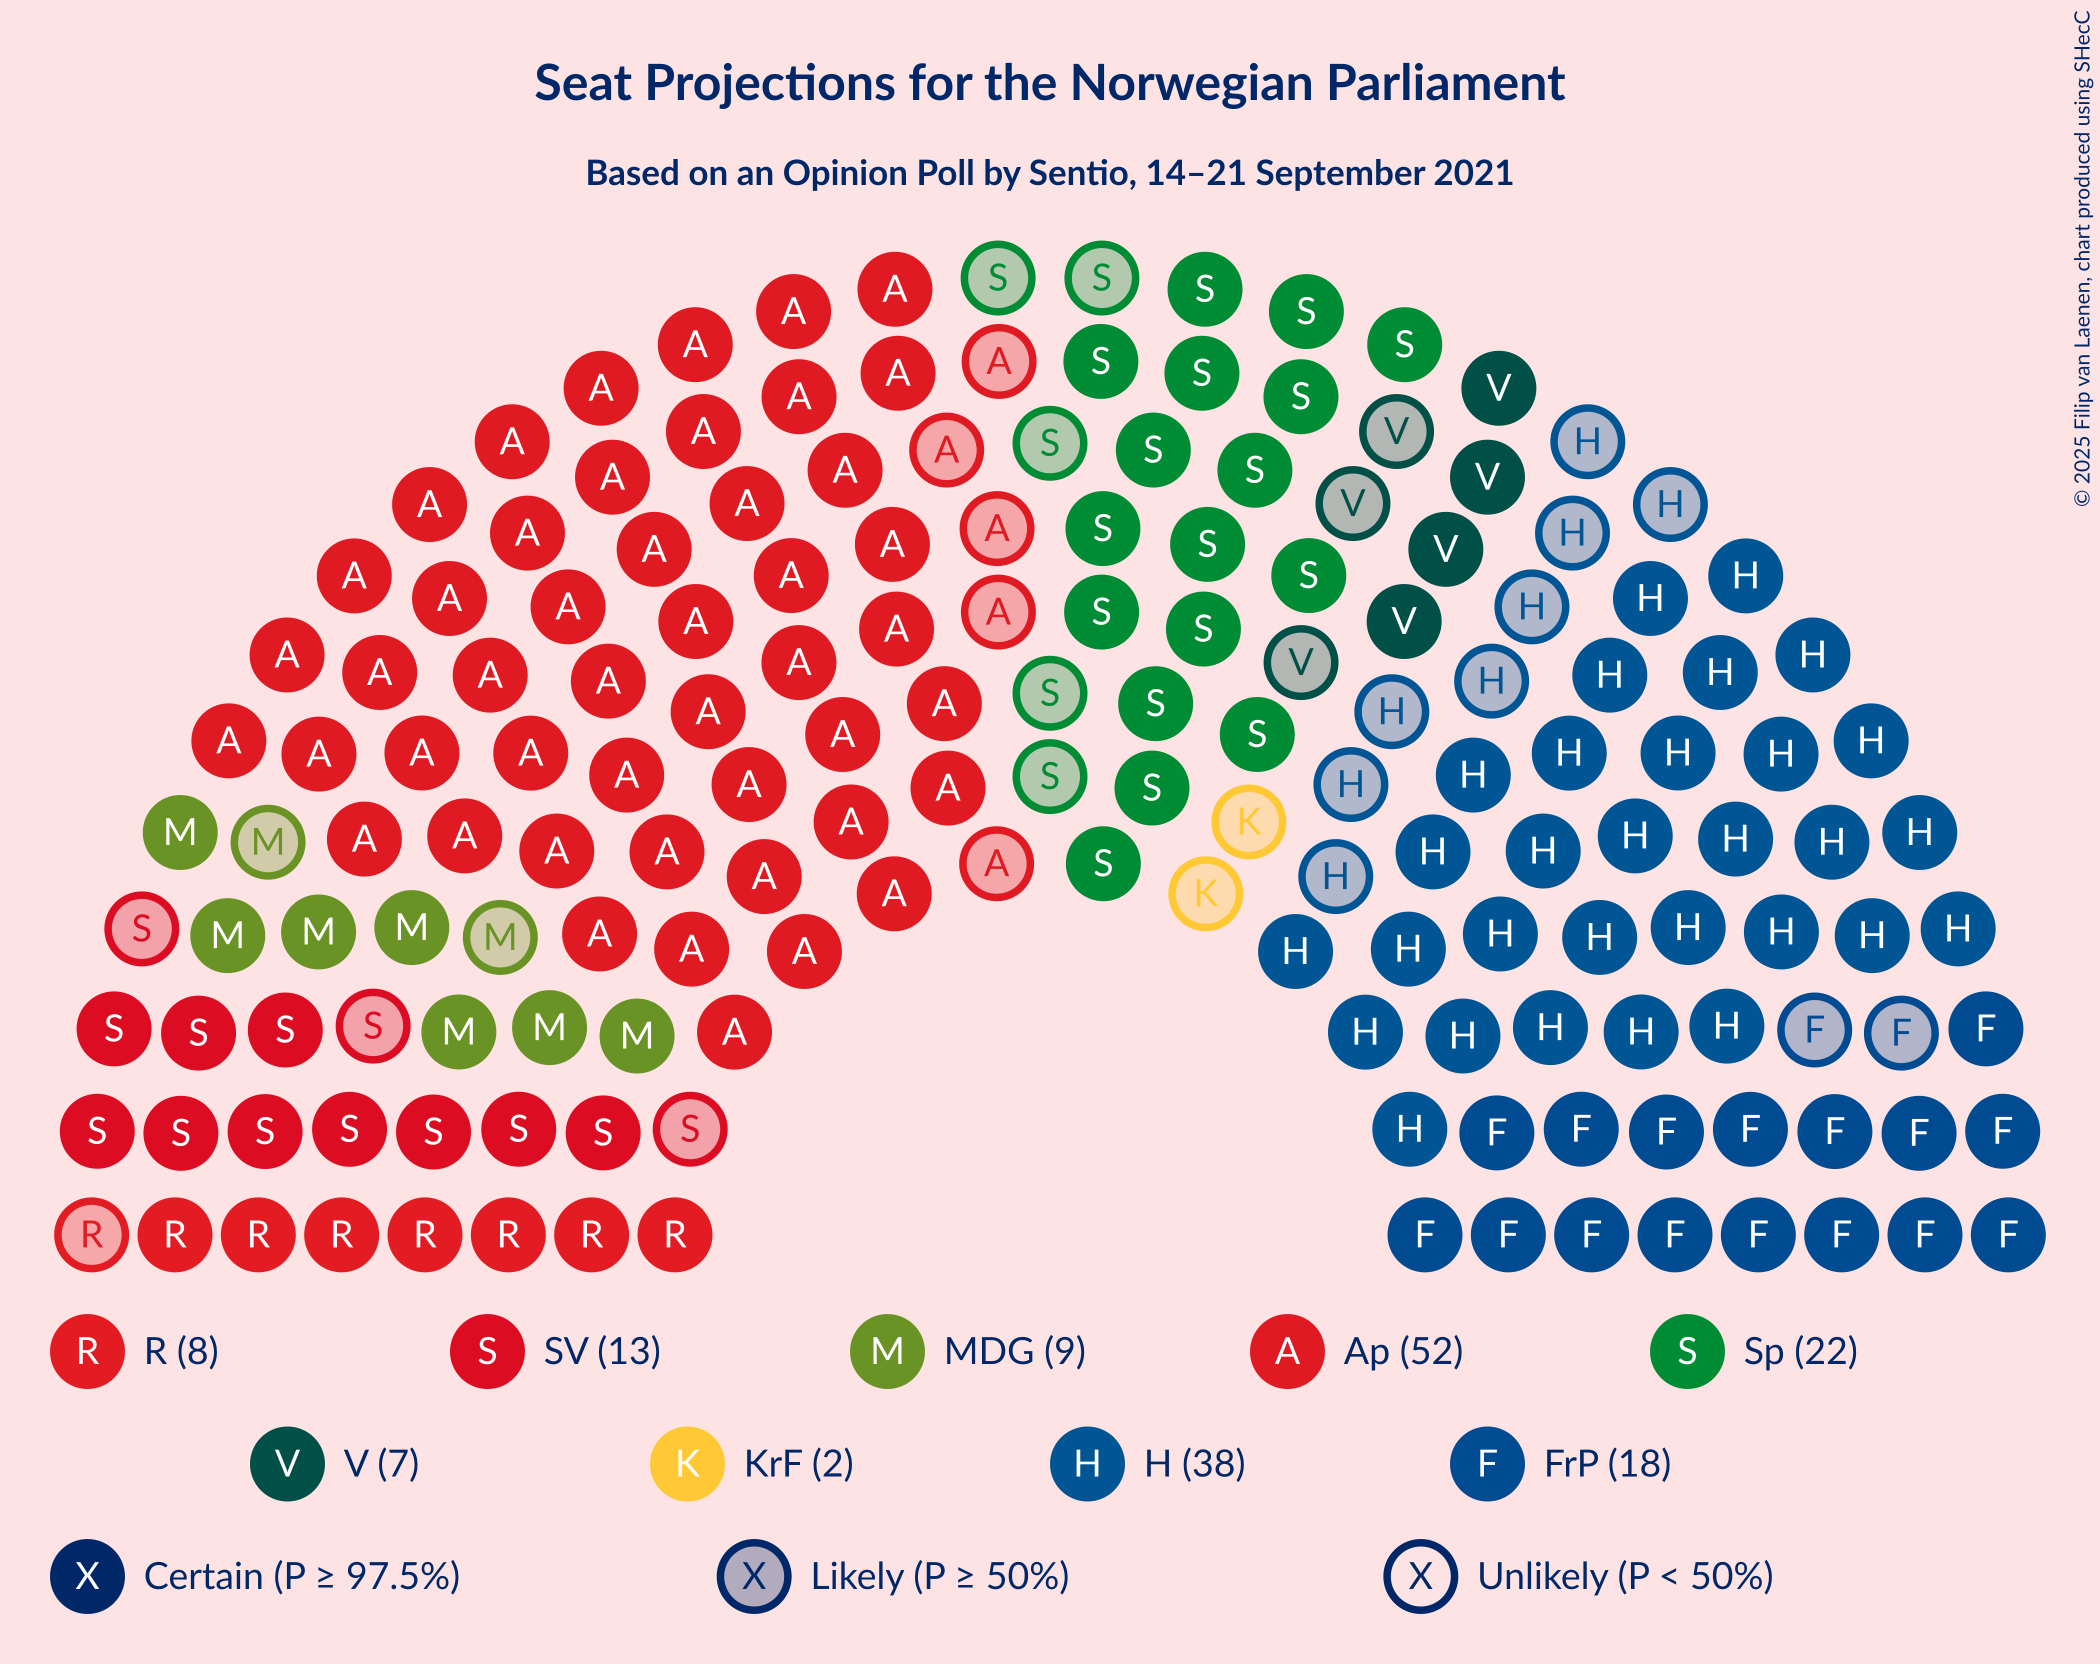 Seat Projections for the Norwegian Parliament
Based on an Opinion Poll by Sentio, 14–21 September 2021
© 2025 Filip van Laenen, chart produced using SHecC
A S S S
A S
A S
A S
A S
A V
A S
A V
A S H
A S
A S
A V
A A V H
A S
A H
A S
A V
A A S H
A H
A H
A S
A V
A S
A H
A V
A A H H
A H
S
A S
A H
A S
A H
A A A H H H
A S H
A H
A S
A K
M A H H
M A H H
A A H H
A S
A H
A K
S M M M M A H H H H H H
A A H H
S S S S M M M A H H H H H F F F
S S S S S S S S H F F F F F F F
R R R R R R R R F F F F F F F F
R R (8) S SV (13) M MDG (9) A Ap (52) S Sp (22)
V V (7) K KrF (2) H H (38) F FrP (18)
X Certain (P ≥ 97.5%) X Likely (P ≥ 50%) X Unlikely (P < 50%)